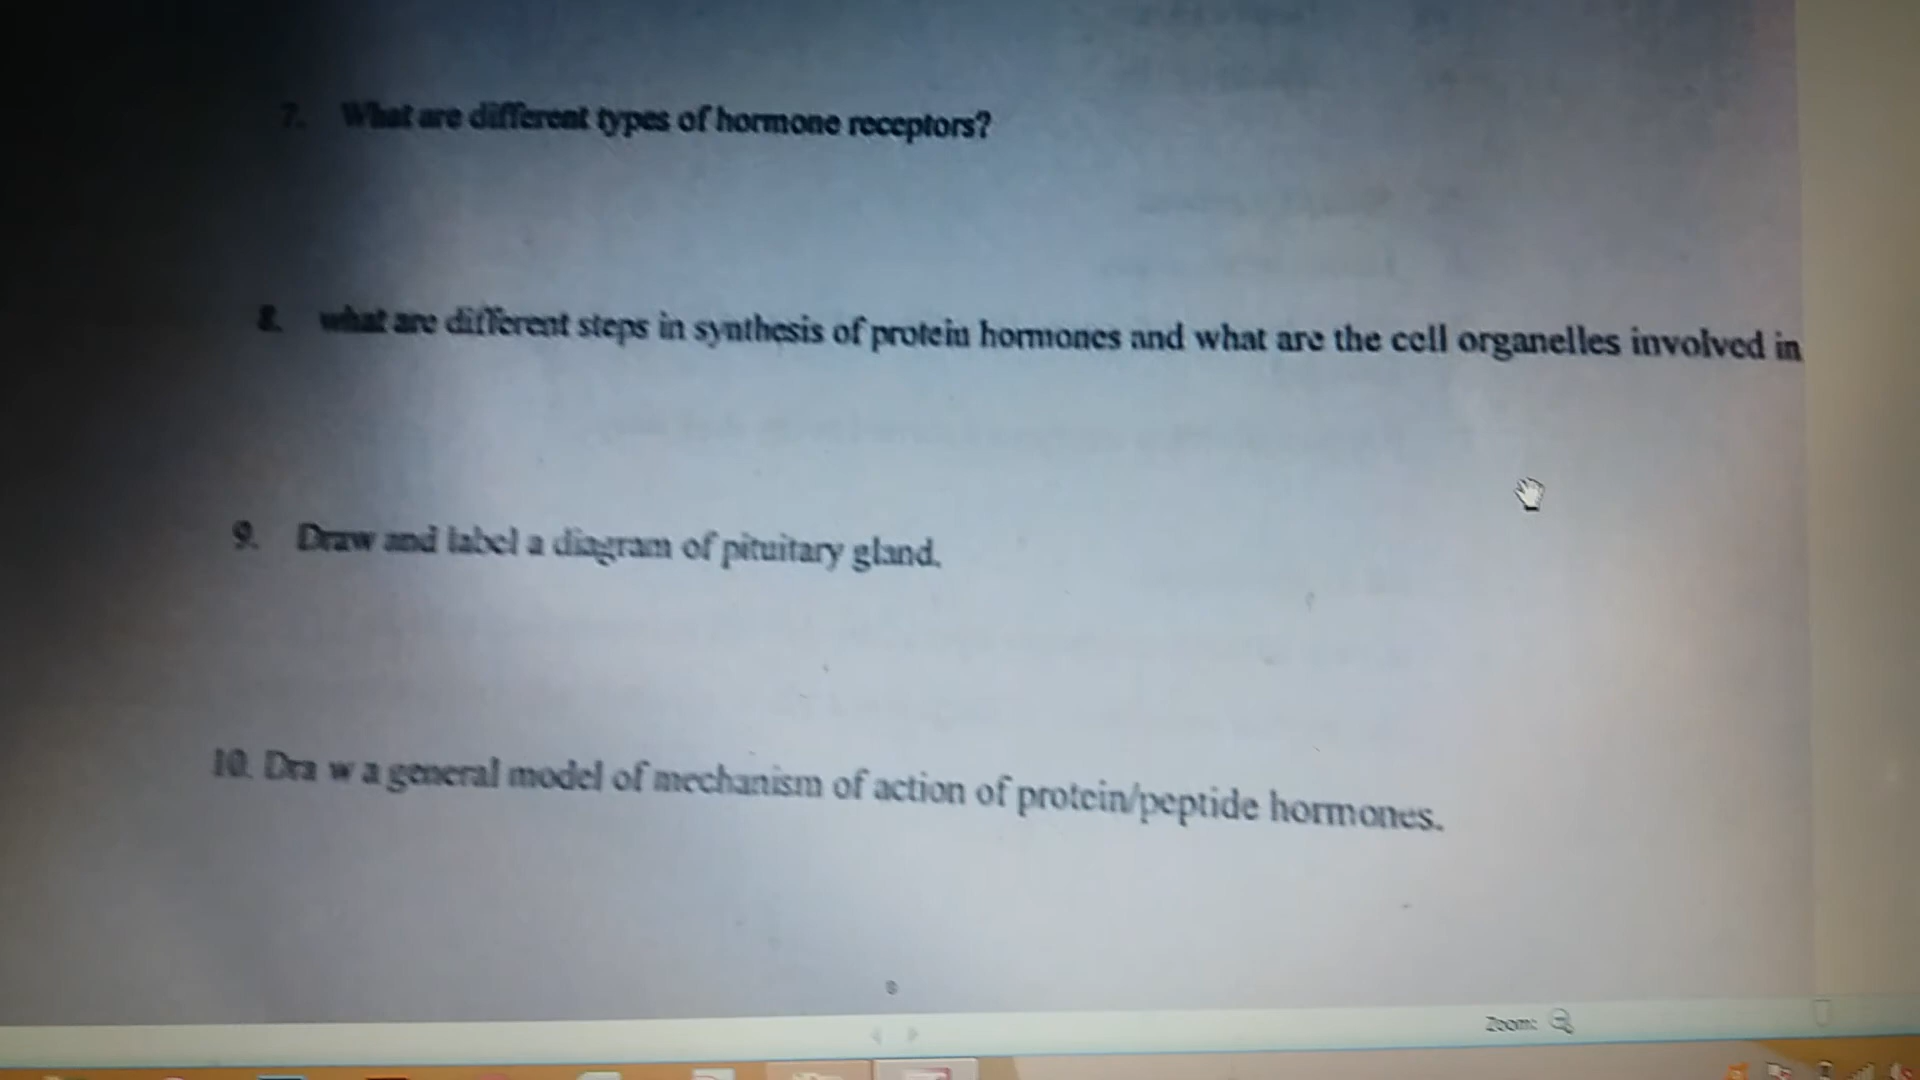 7. What are different types of hormone receptors?
8. what are different steps in synthesis of protein hormones and what are the cell organelles involved in
9. Draw and label a diagram of pituitary gland.
10. Dra w a general model of mechanism of action of protein/peptide hormones.
Zoom: